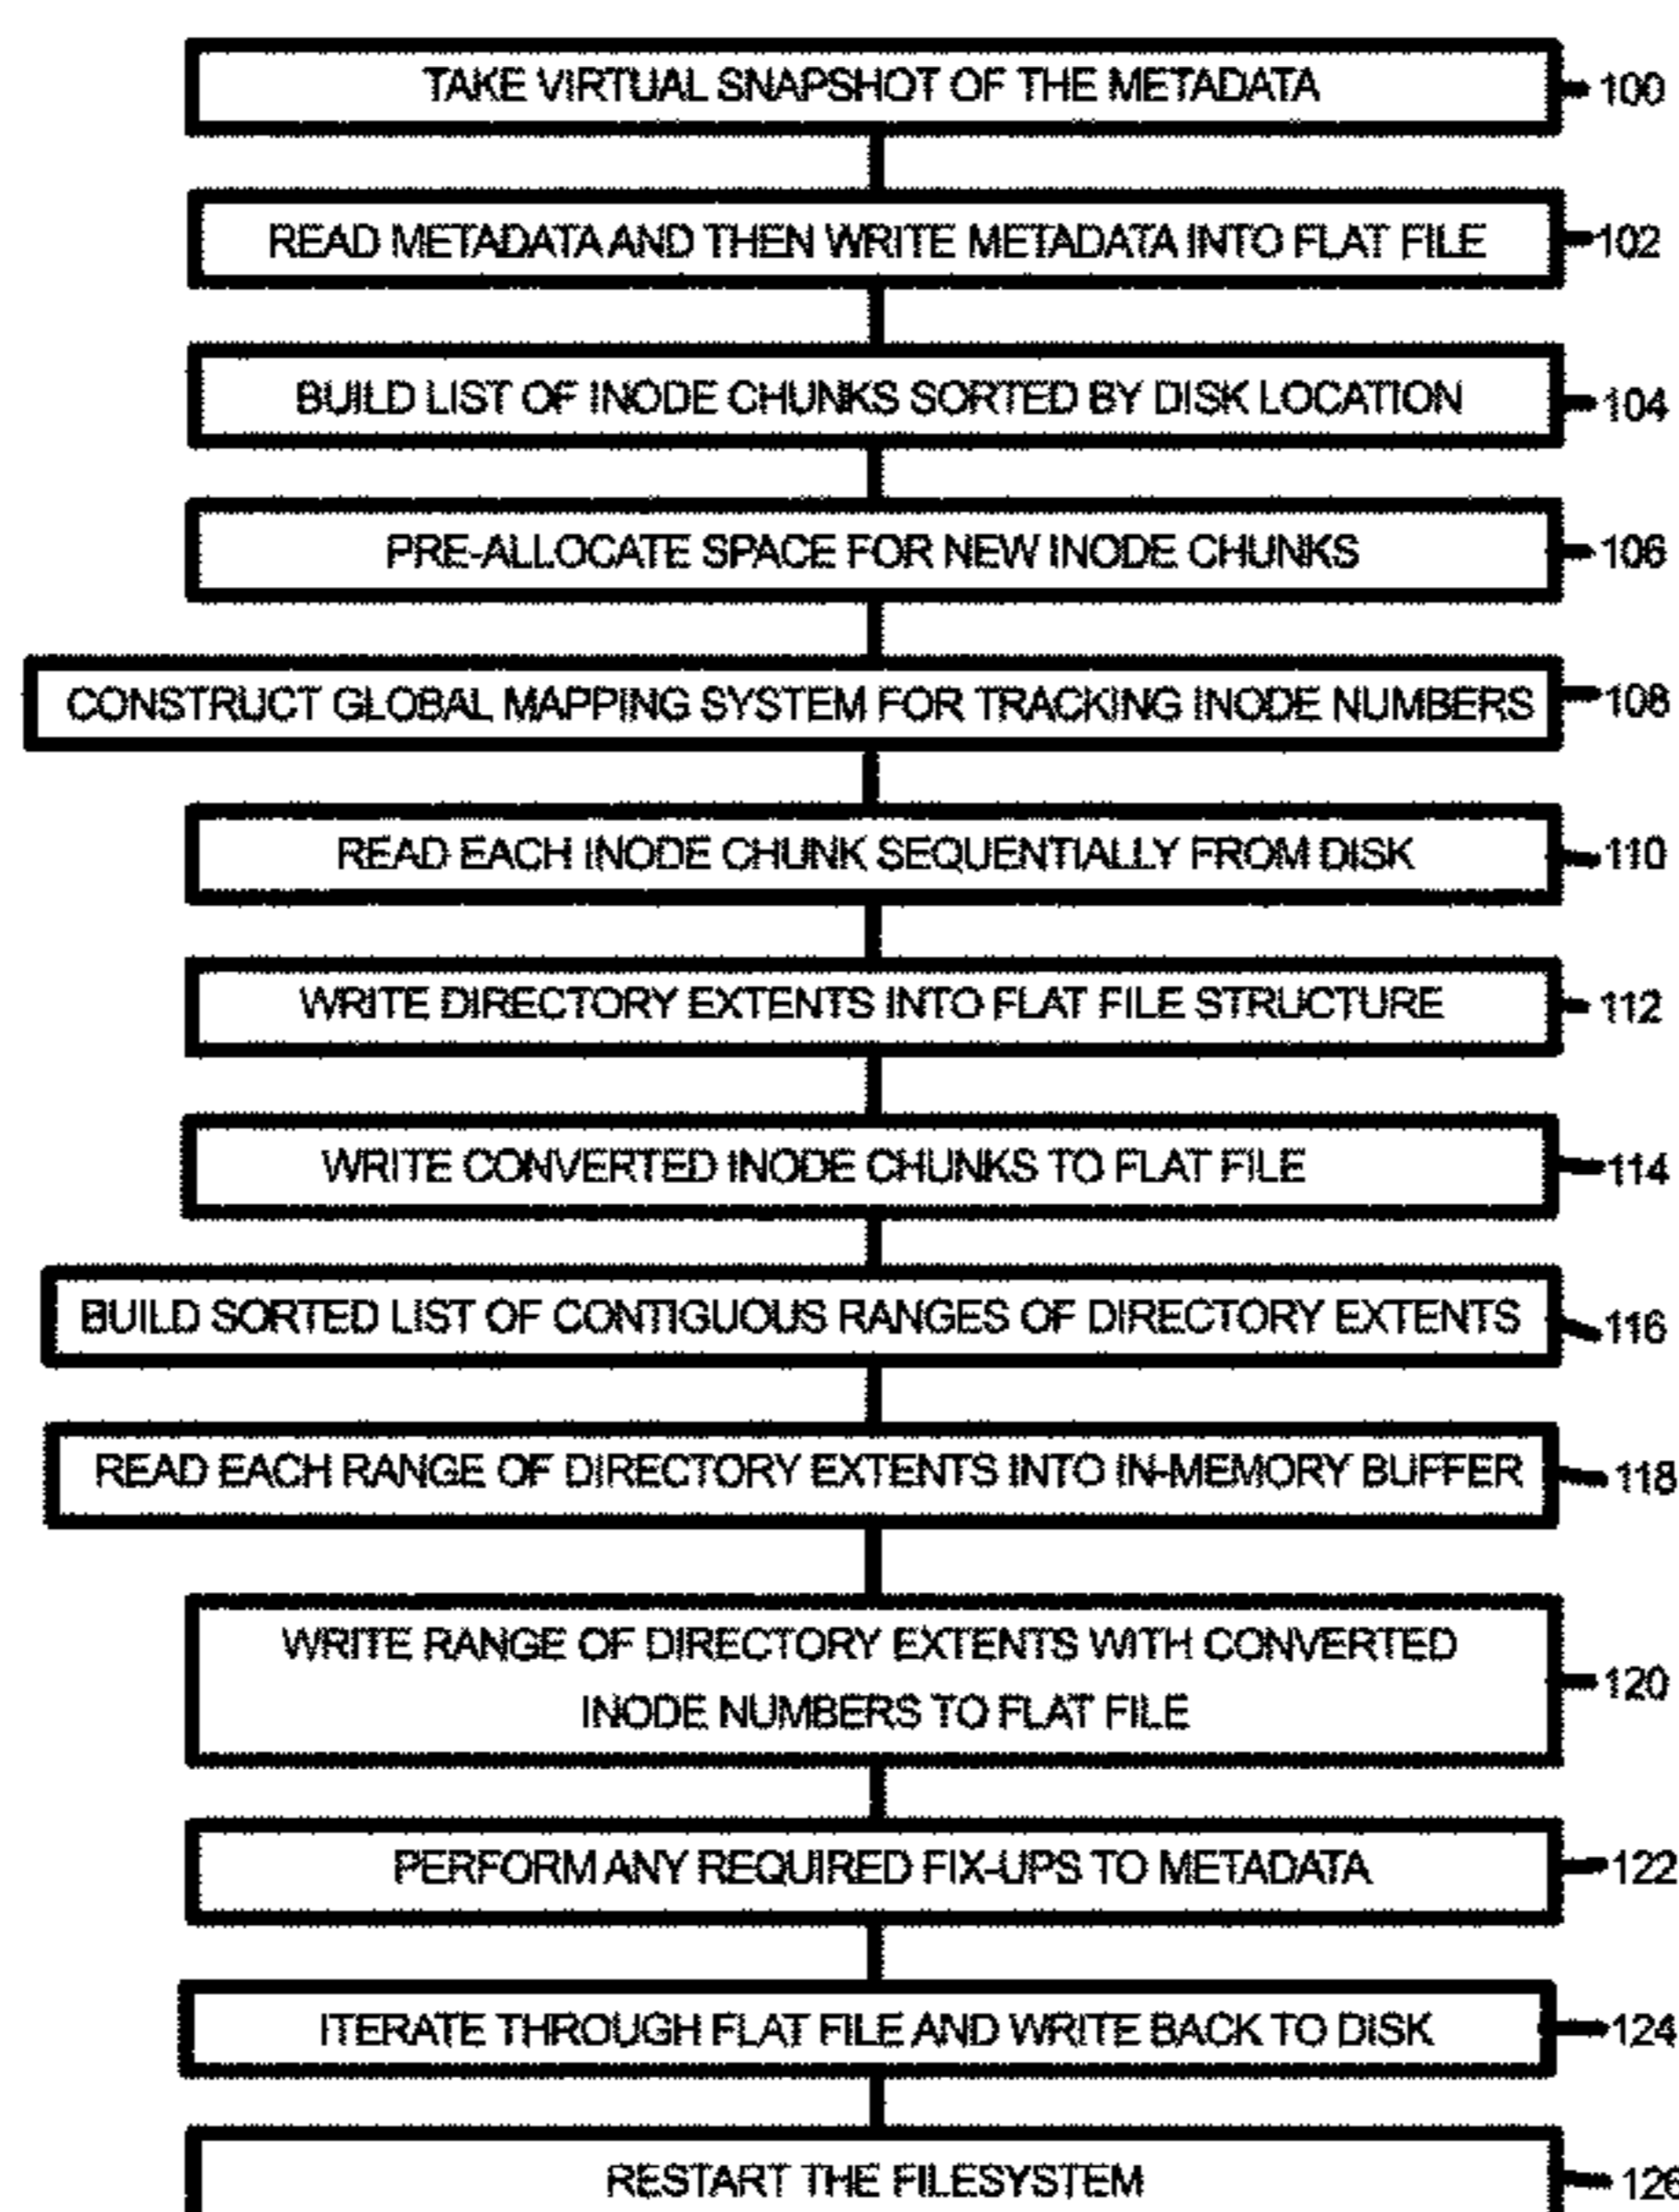 TAKE VIRTUAL SNAPSHOT OF THE METADATA 100
READ METADATA AND THEN WRITE METADATA INTO FLAT FILE 102
BUILD LIST OF INODE CHUNKS SORTED BY DISK LOCATION 104
PRE-ALLOCATE SPACE FOR NEW INODE CHUNKS 106
CONSTRUCT GLOBAL MAPPING SYSTEM FOR TRACKING INODE NUMBERS 108
READ EACH INODE CHUNK SEQUENTIALLY FROM DISK 110
WRITE DIRECTORY EXTENTS INTO FLAT FILE STRUCTURE 112
WRITE CONVERTED INODE CHUNKS TO FLAT FILE 114
BUILD SORTED LIST OF CONTIGUOUS RANGES OF DIRECTORY EXTENTS 116
READ EACH RANGE OF DIRECTORY EXTENTS INTO IN-MEMORY BUFFER 118
WRITE RANGE OF DIRECTORY EXTENTS WITH CONVERTED
INODE NUMBERS TO FLAT FILE 120
PERFORM ANY REQUIRED FIX-UPS TO METADATA 122
ITERATE THROUGH FLAT FILE AND WRITE BACK TO DISK 124
RESTART THE FILESYSTEM 126